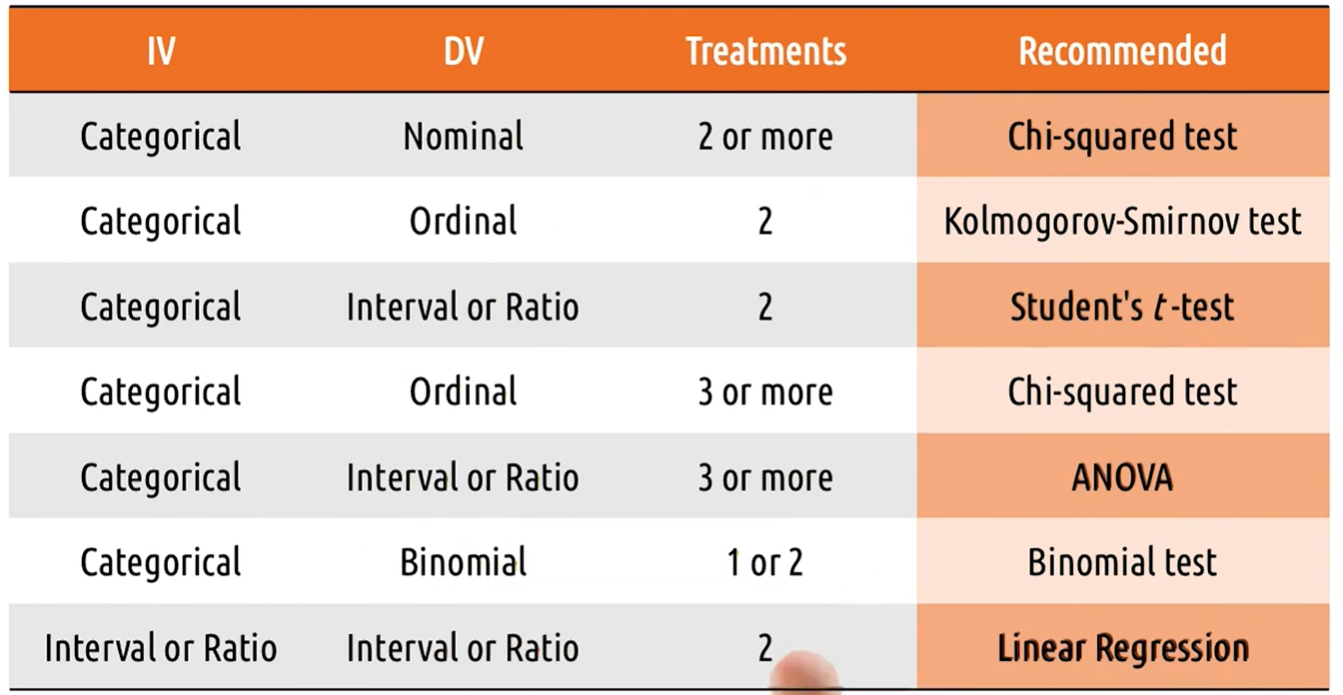 IV DV Treatments Recommended
Categorical Nominal 2 or more Chi-squared test
Categorical Ordinal 2 Kolmogorov-Smirnov test
Categorical Interval or Ratio 2 Student's t-test
Categorical Ordinal 3 or more Chi-squared test
Categorical Interval or Ratio 3 or more ANOVA
Categorical Binomial 1 or 2 Binomial test
Interval or Ratio Interval or Ratio 2 Linear Regression